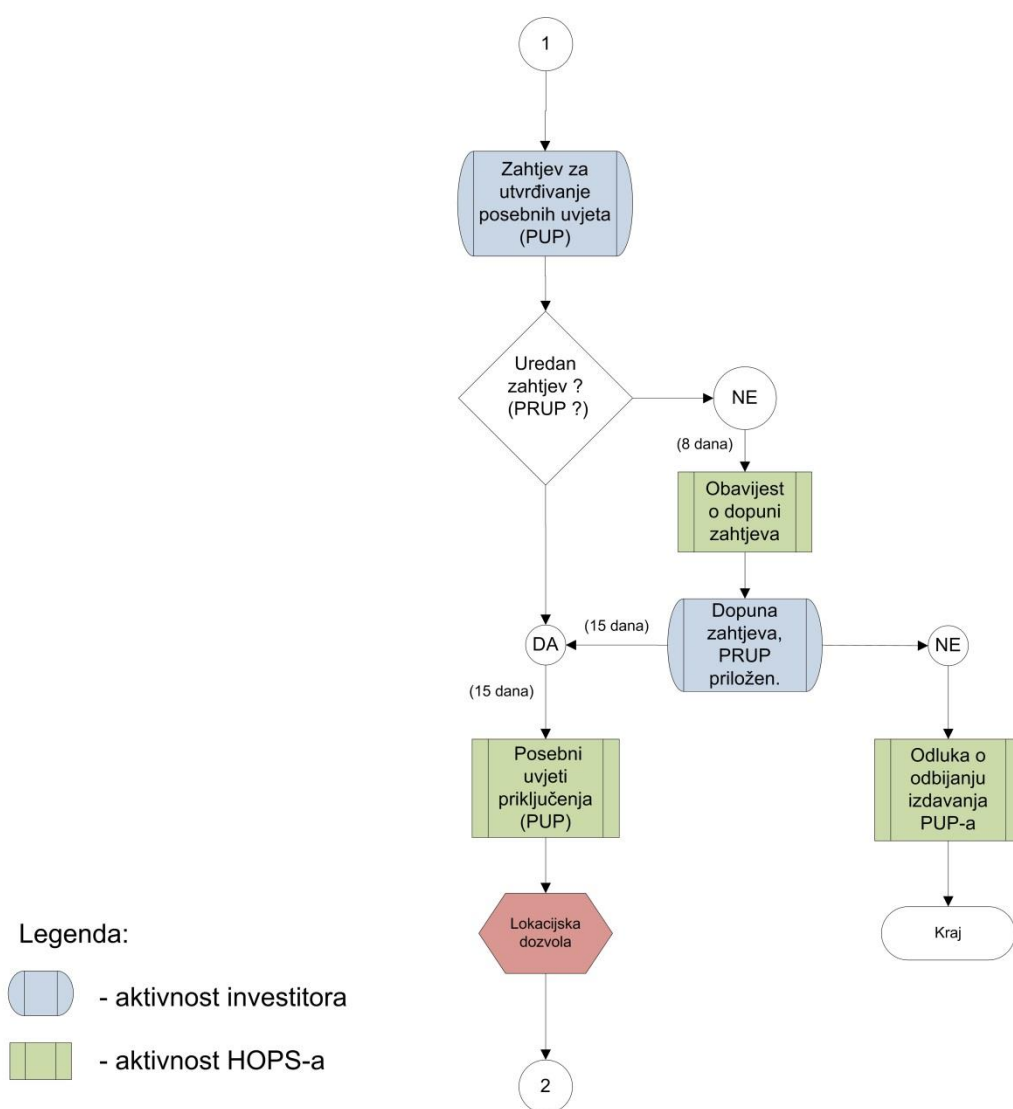 1
Zahtjev za
utvrđivanje
posebnih uvjeta
(PUP)
Uredan
zahtjev ?
(PRUP ?)
NE
(8 dana)
Obavijest
o dopuni
zahtjeva
Dopuna
zahtjeva,
PRUP
priložen.
(15 dana)
DA
NE
(15 dana)
Posebni
uvjeti
priključenja
(PUP)
Odluka o
odbijanju
izdavanja
PUP-a
Lokacijska
dozvola
Kraj
Legenda:
- aktivnost investitora
- aktivnost HOPS-a
2